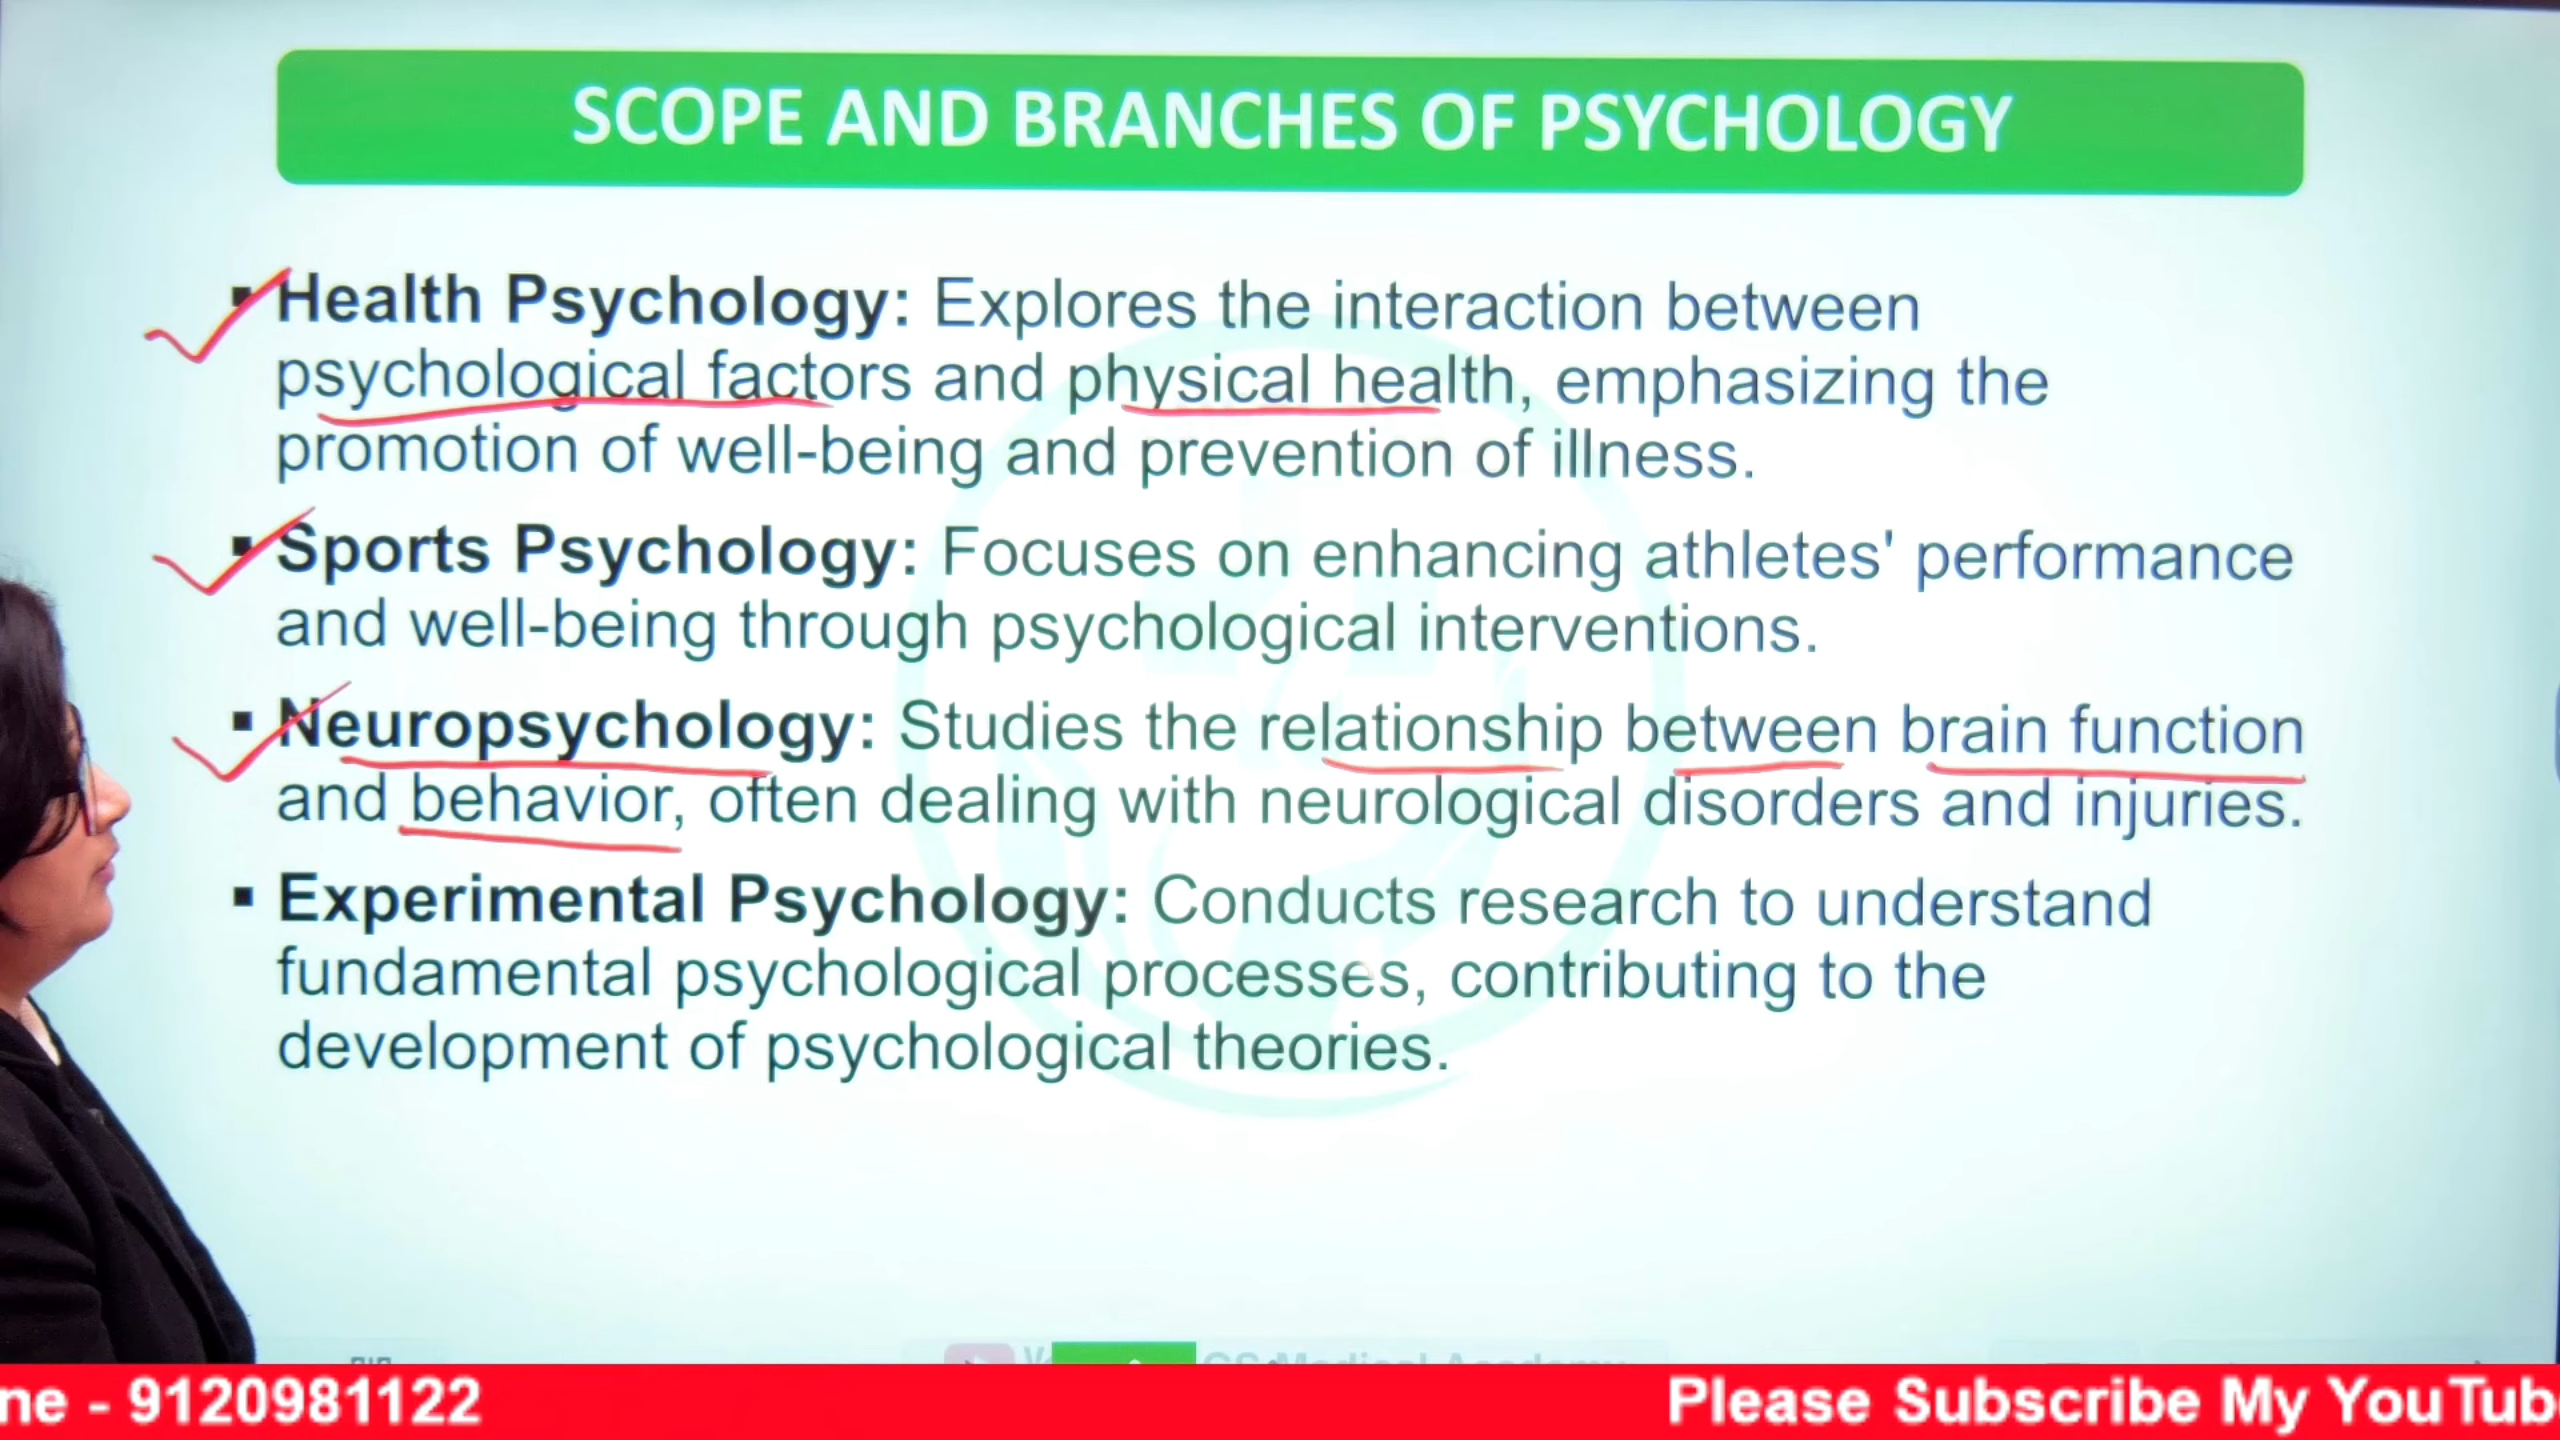 SCOPE AND BRANCHES OF PSYCHOLOGY
▪ Health Psychology: Explores the interaction between
psychological factors and physical health, emphasizing the
promotion of well-being and prevention of illness.
▪ Sports Psychology: Focuses on enhancing athletes' performance
and well-being through psychological interventions.
▪ Neuropsychology: Studies the relationship between brain function
and behavior, often dealing with neurological disorders and injuries.
▪ Experimental Psychology: Conducts research to understand
fundamental psychological processes, contributing to the
development of psychological theories.
Medical Academy
ne - 9120981122
Please Subscribe My YouTub